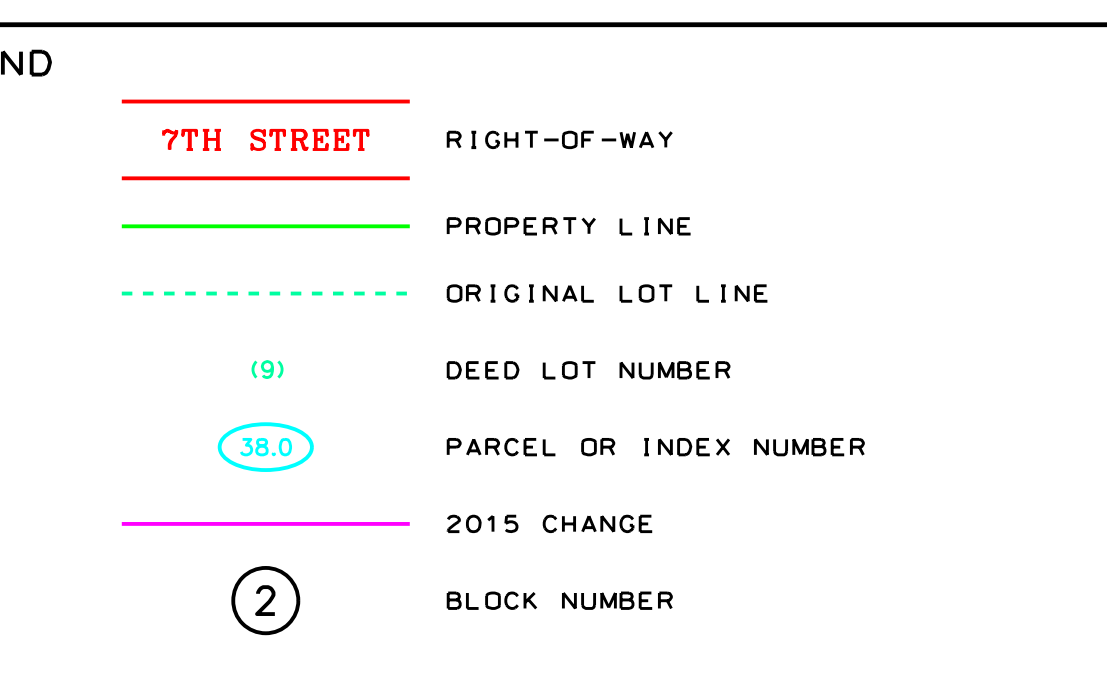 ND
7TH STREET RIGHT-OF-WAY
PROPERTY LINE
ORIGINAL LOT LINE
(9) DEED LOT NUMBER
38.0 PARCEL OR INDEX NUMBER
2015 CHANGE
2 BLOCK NUMBER